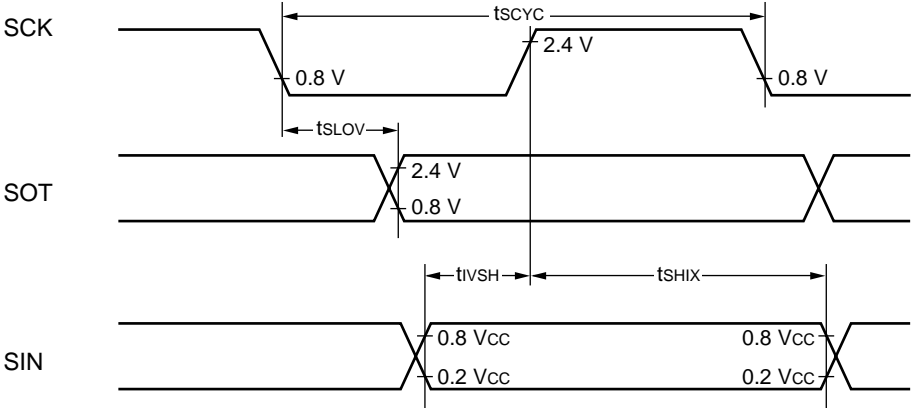 tSCYC
SCK
2.4 V
0.8 V
0.8 V
tSLOV
SOT
2.4 V
0.8 V
tIVSH
tSHIX
SIN
0.8 VCC
0.8 VCC
0.2 VCC
0.2 VCC